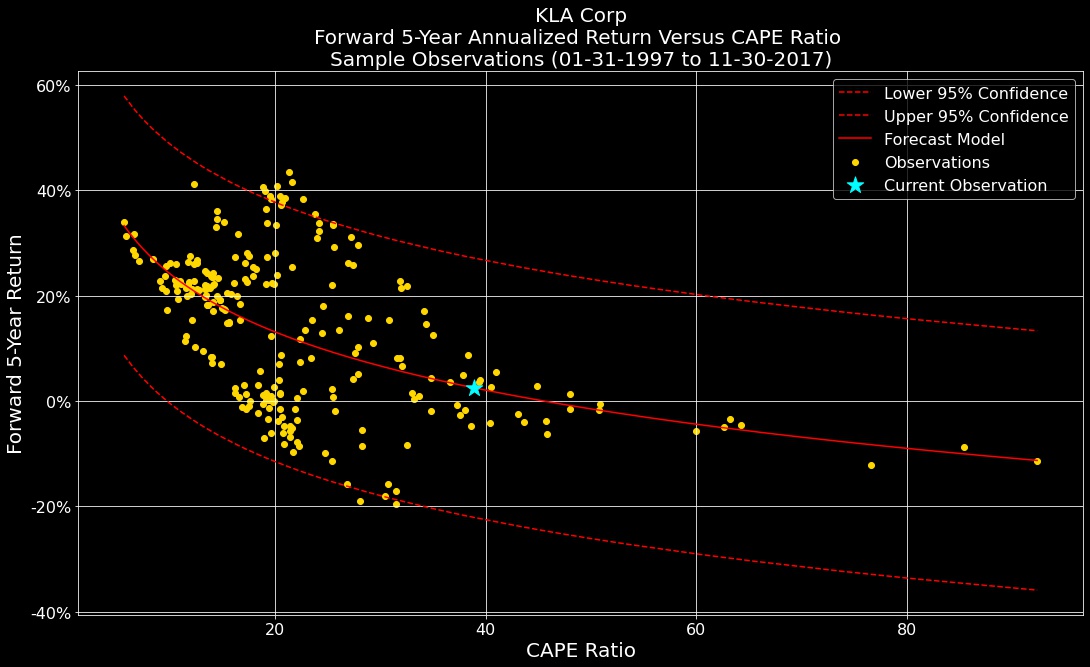 KLA Corp
Forward 5-Year Annualized Return Versus CAPE Ratio
Sample Observations (01-31-1997 to 11-30-2017)
Lower 95% Confidence
Upper 95% Confidence
Forecast Model
Observations
Current Observation
Forward 5-Year Return
60%
40%
20%
0%
-20%
-40%
20 40 60 80
CAPE Ratio